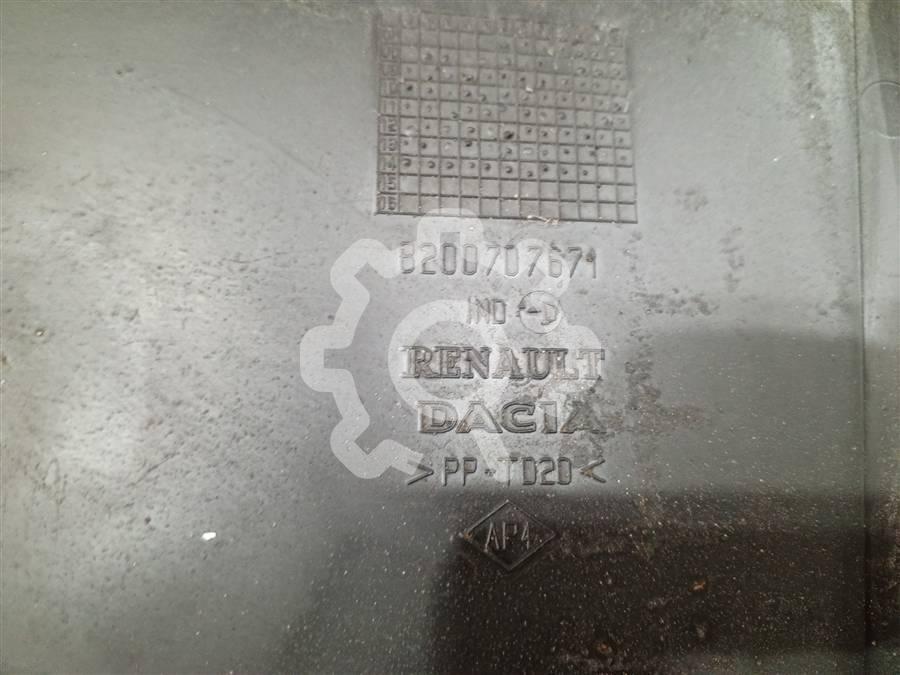 8200707671
IND -D
RENAULT
DACIA
>PP-TD20<
AP4